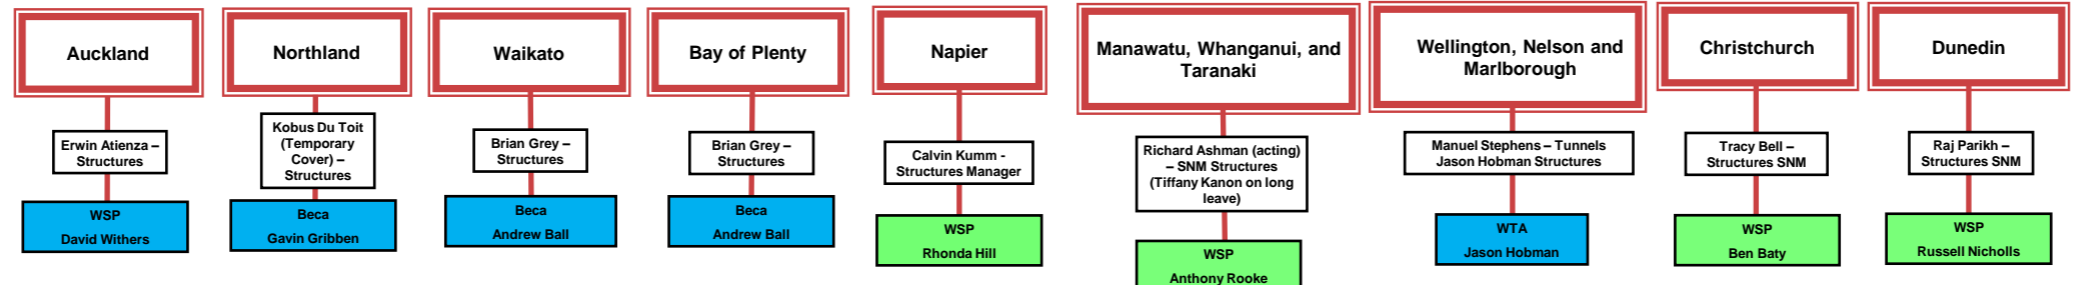 Auckland
Erwin Atienza –
Structures
WSP
David Withers
Northland
Kobus Du Toit
(Temporary
Cover) –
Structures
Beca
Gavin Gribben
Waikato
Brian Grey –
Structures
Beca
Andrew Ball
Bay of Plenty
Brian Grey –
Structures
Beca
Andrew Ball
Napier
Calvin Kumm -
Structures Manager
WSP
Rhonda Hill
Manawatu, Whanganui, and
Taranaki
Richard Ashman (acting)
– SNM Structures
(Tiffany Kanon on long
leave)
WSP
Anthony Rooke
Wellington, Nelson and
Marlborough
Manuel Stephens – Tunnels
Jason Hobman Structures
WTA
Jason Hobman
Christchurch
Tracy Bell –
Structures SNM
WSP
Ben Baty
Dunedin
Raj Parikh –
Structures SNM
WSP
Russell Nicholls